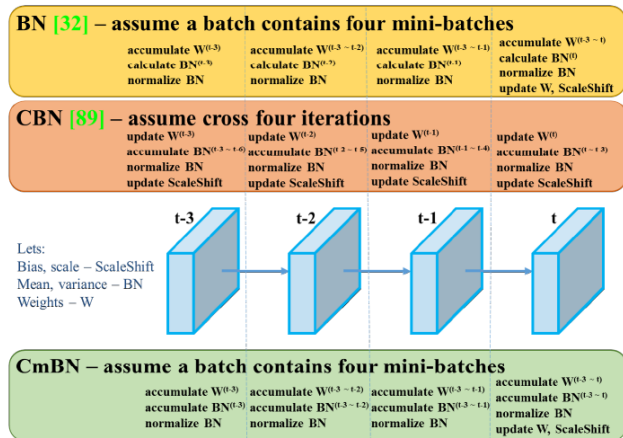 BN [32] – assume a batch contains four mini-batches
accumulate W(t-3) accumulate W(t-3 ~ t-2) accumulate W(t-3 ~ t-1) accumulate W(t-3 ~ t)
calculate BN(t-3) calculate BN(t-2) calculate BN(t-1) calculate BN(t)
normalize BN normalize BN normalize BN normalize BN
update W, ScaleShift
CBN [89] – assume cross four iterations
update W(t-3) update W(t-2) update W(t-1) update W(t)
accumulate BN(t-3 ~ t-6) accumulate BN(t-2 ~ t-5) accumulate BN(t-1 ~ t-4) accumulate BN(t ~ t-3)
normalize BN normalize BN normalize BN normalize BN
update ScaleShift update ScaleShift update ScaleShift update ScaleShift
t-3 t-2 t-1 t
Lets:
Bias, scale – ScaleShift
Mean, variance – BN
Weights – W
CmBN – assume a batch contains four mini-batches
accumulate W(t-3) accumulate W(t-3 ~ t-2) accumulate W(t-3 ~ t-1) accumulate W(t-3 ~ t)
accumulate BN(t-3) accumulate BN(t-3 ~ t-2) accumulate BN(t-3 ~ t-1) accumulate BN(t-3 ~ t)
normalize BN normalize BN normalize BN normalize BN
update W, ScaleShift